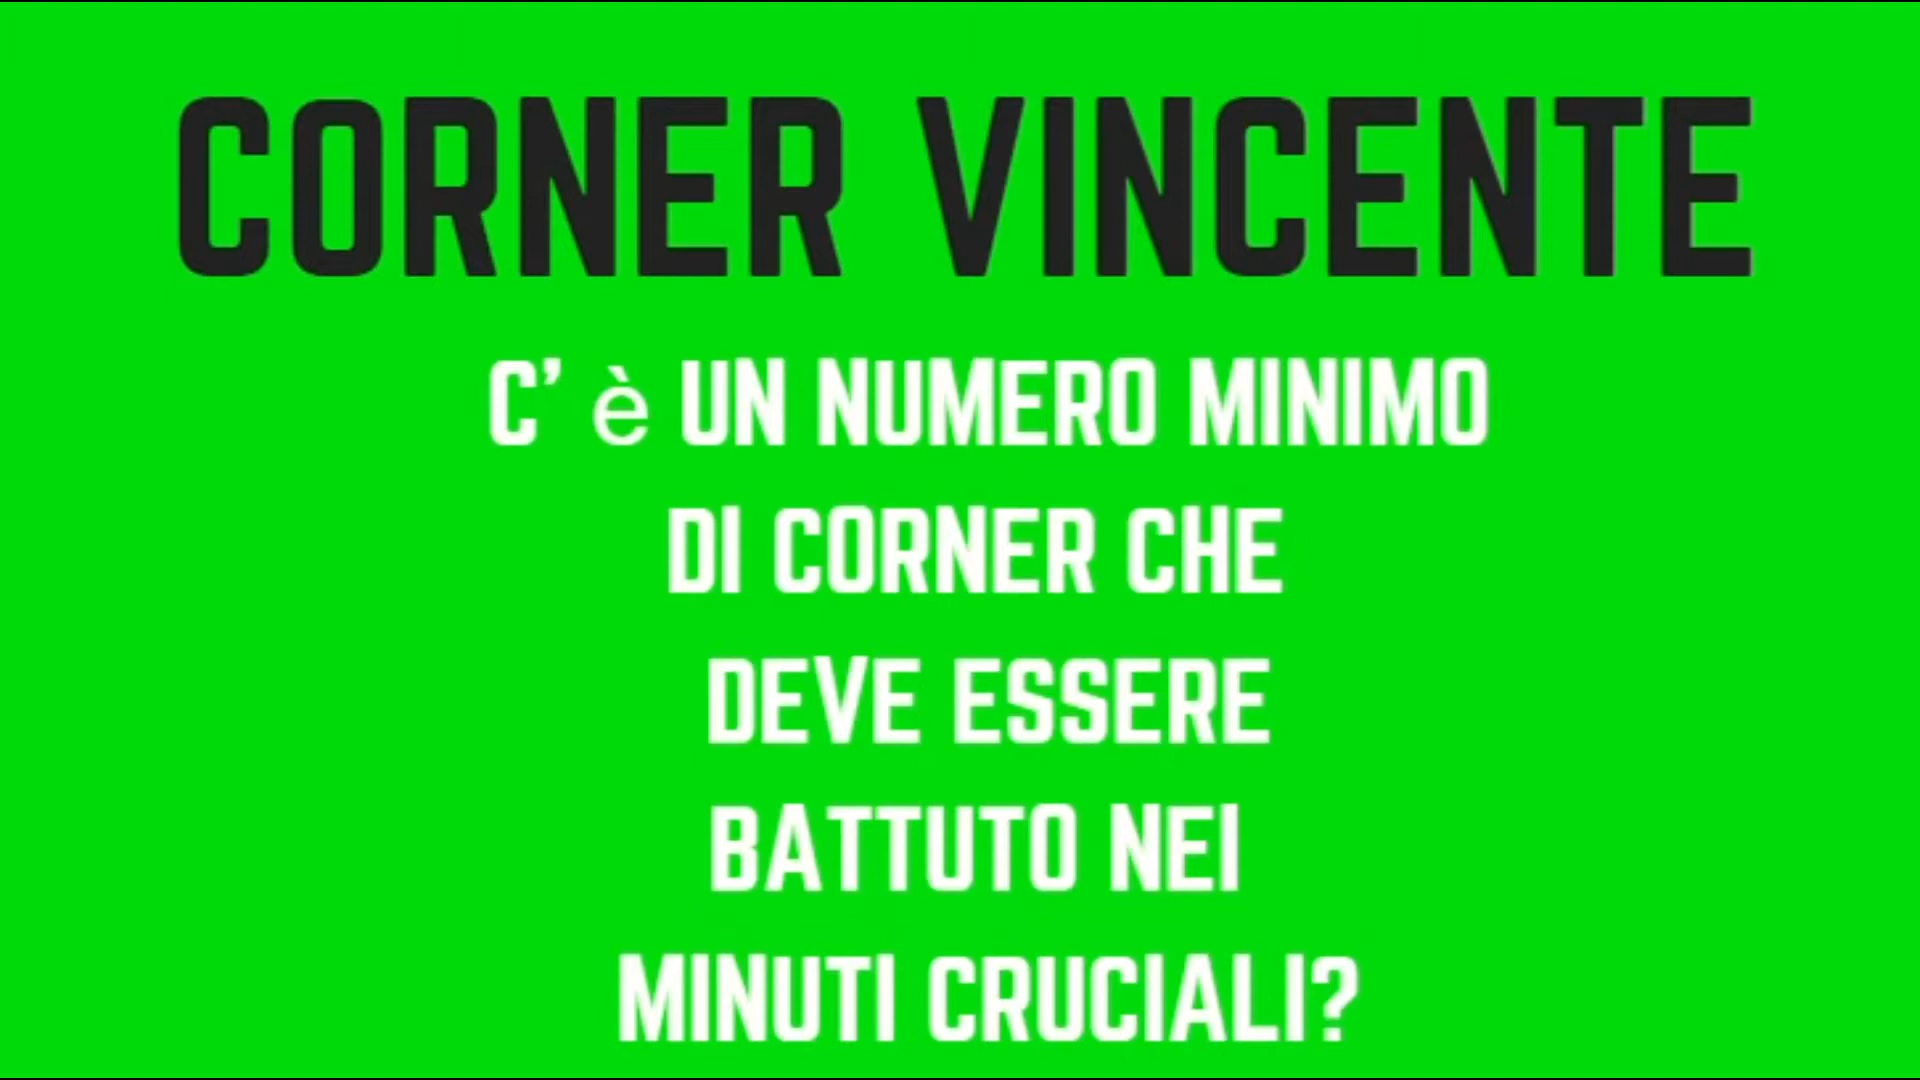 CORNER VINCENTE
C' è UN NUMERO MINIMO
DI CORNER CHE
DEVE ESSERE
BATTUTO NEI
MINUTI CRUCIALI?